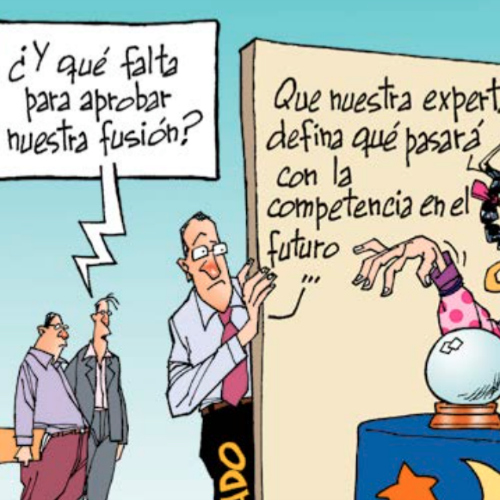 ¿Y qué falta
para aprobar
nuestra fusión?
Que nuestra expert
defina qué pasará
con la
competencia en el
futuro
...
ADO